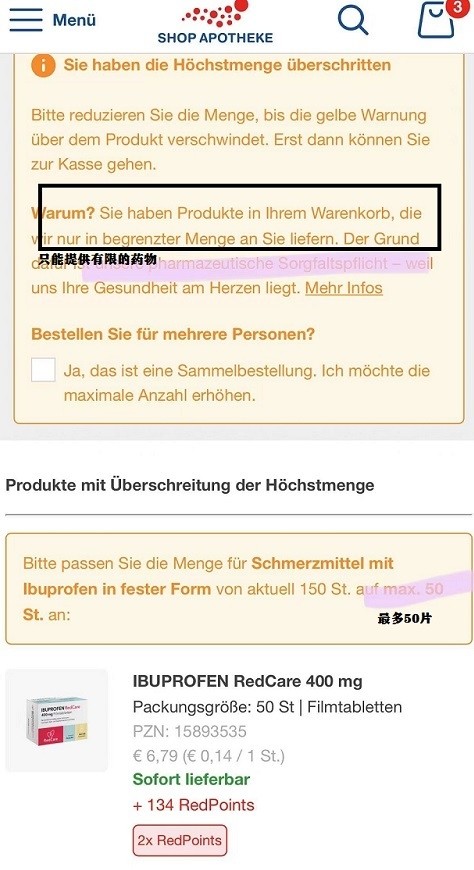 Menü
SHOP APOTHEKE
3
Sie haben die Höchstmenge überschritten
Bitte reduzieren Sie die Menge, bis die gelbe Warnung
über dem Produkt verschwindet. Erst dann können Sie
zur Kasse gehen.
Warum? Sie haben Produkte in Ihrem Warenkorb, die
wir nur in begrenzter Menge an Sie liefern. Der Grund
只能提供有限的药物
dafür ist unsere pharmazeutische Sorgfaltspflicht – weil
uns Ihre Gesundheit am Herzen liegt. Mehr Infos
Bestellen Sie für mehrere Personen?
Ja, das ist eine Sammelbestellung. Ich möchte die
maximale Anzahl erhöhen.
Produkte mit Überschreitung der Höchstmenge
Bitte passen Sie die Menge für Schmerzmittel mit
Ibuprofen in fester Form von aktuell 150 St. auf max. 50
St. an:
最多50片
IBUPROFEN RedCare
400 mg
RedCare
IBUPROFEN RedCare 400 mg
Packungsgröße: 50 St | Filmtabletten
PZN: 15893535
€ 6,79 (€ 0,14 / 1 St.)
Sofort lieferbar
+ 134 RedPoints
2x RedPoints